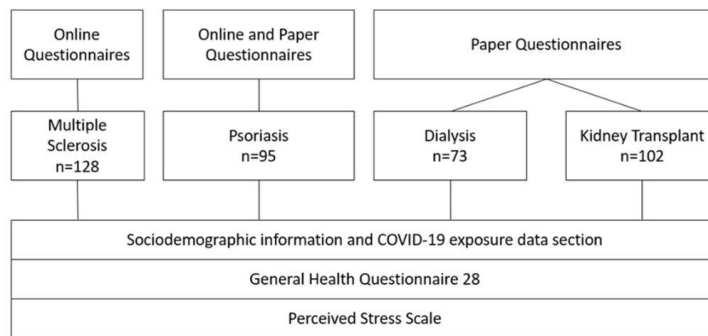 Online
Questionnaires
Online and Paper
Questionnaires
Paper Questionnaires
Multiple
Sclerosis
n=128
Psoriasis
n=95
Dialysis
n=73
Kidney Transplant
n=102
Sociodemographic information and COVID-19 exposure data section
General Health Questionnaire 28
Perceived Stress Scale